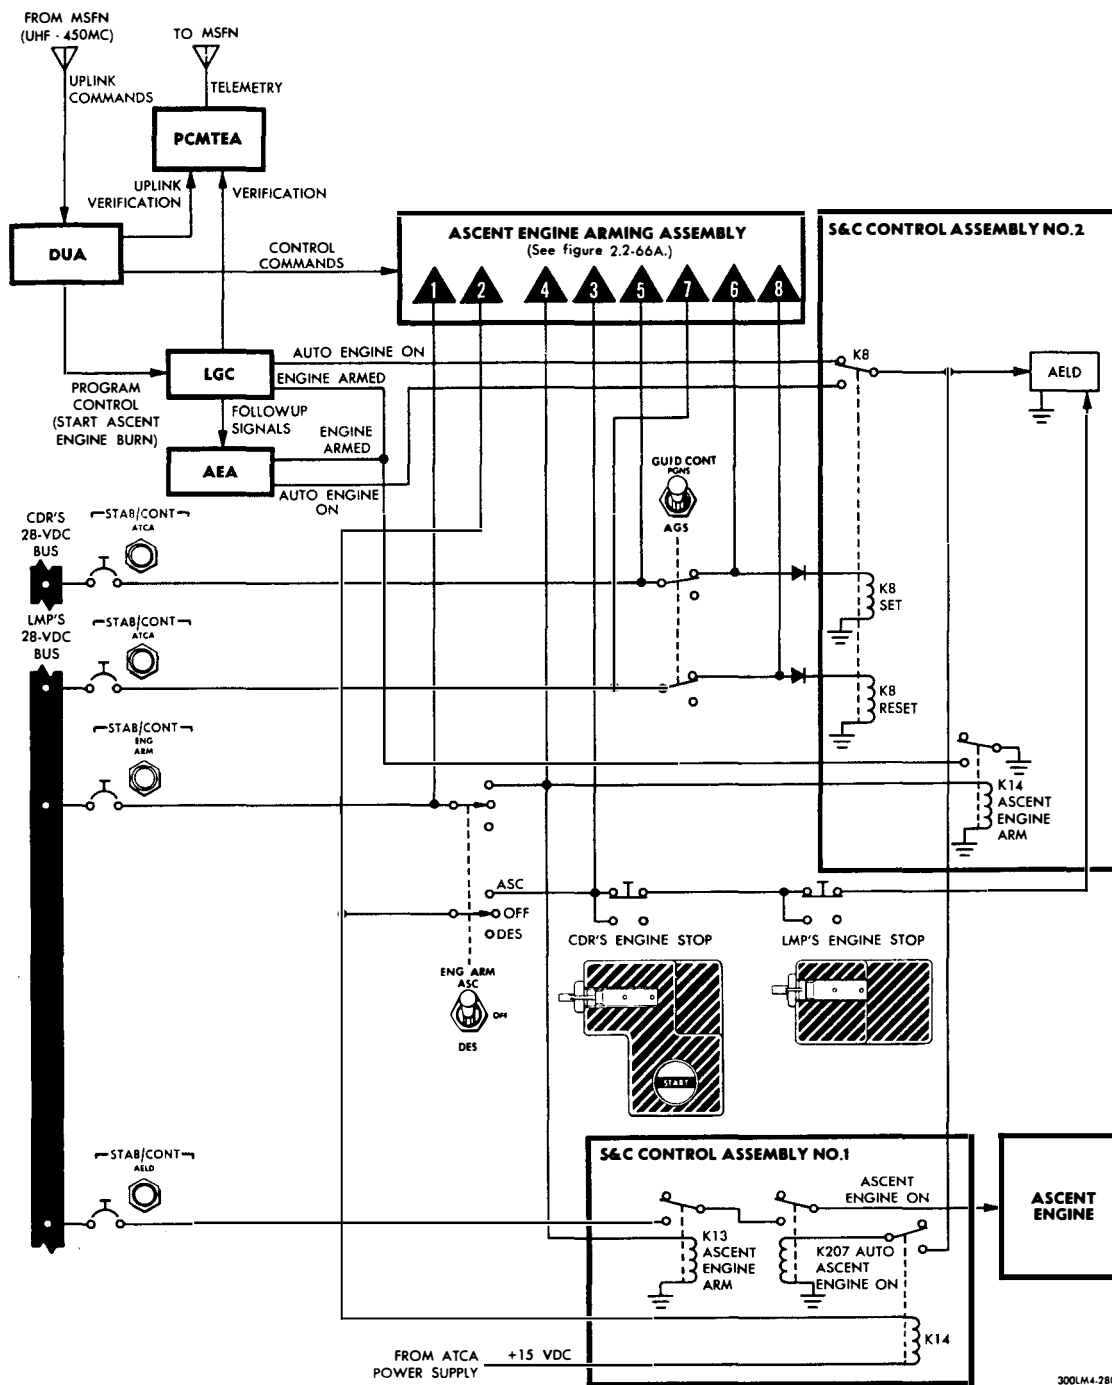 FROM MSFN
(UHF - 450MC)
TO MSFN
UPLINK
COMMANDS
TELEMETRY
PCMTEA
UPLINK
VERIFICATION
VERIFICATION
DUA
CONTROL
COMMANDS
ASCENT ENGINE ARMING ASSEMBLY
(See figure 2.2-66A.)
1 2 4 3 5 7 6 8
S&C CONTROL ASSEMBLY NO.2
AUTO ENGINE ON
K8
LGC
ENGINE ARMED
AELD
PROGRAM
CONTROL
(START ASCENT
ENGINE BURN)
FOLLOWUP
SIGNALS
ENGINE
ARMED
AEA
AUTO ENGINE
ON
GUID CONT
PGNS
AGS
CDR'S
28-VDC
BUS
STAB/CONT
ATCA
K8
SET
LMP'S
28-VDC
BUS
STAB/CONT
ATCA
K8
RESET
STAB/CONT
ENG
ARM
K14
ASCENT
ENGINE
ARM
ASC
OFF
DES
CDR'S ENGINE STOP
LMP'S ENGINE STOP
ENG ARM
ASC
OFF
DES
START
S&C CONTROL ASSEMBLY NO.1
STAB/CONT
AELD
ASCENT
ENGINE ON
ASCENT
ENGINE
K13
ASCENT
ENGINE
ARM
K207 AUTO
ASCENT
ENGINE ON
K14
FROM ATCA
POWER SUPPLY
+15 VDC